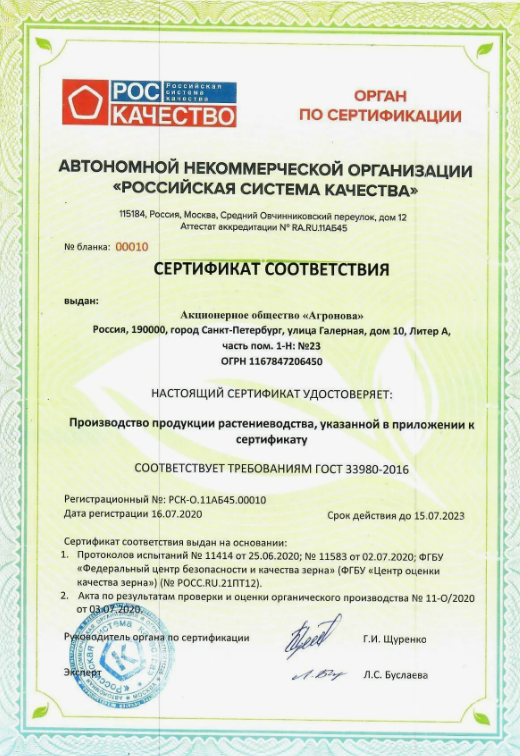 РОС
КАЧЕСТВО
Российская
система
качества
ОРГАН
ПО СЕРТИФИКАЦИИ
АВТОНОМНОЙ НЕКОММЕРЧЕСКОЙ ОРГАНИЗАЦИИ
«РОССИЙСКАЯ СИСТЕМА КАЧЕСТВА»
115184, Россия, Москва, Средний Овчинниковский переулок, дом 12
Аттестат аккредитации N° RA.RU.11АБ45
№ бланка: 00010
СЕРТИФИКАТ СООТВЕТСТВИЯ
выдан:
Акционерное общество «Агронова»
Россия, 190000, город Санкт-Петербург, улица Галерная, дом 10, Литер А,
часть пом. 1-Н: №23
ОГРН 1167847206450
НАСТОЯЩИЙ СЕРТИФИКАТ УДОСТОВЕРЯЕТ:
Производство продукции растениеводства, указанной в приложении к
сертификату
СООТВЕТСТВУЕТ ТРЕБОВАНИЯМ ГОСТ 33980-2016
Регистрационный №: РСК-О.11АБ45.00010
Дата регистрации 16.07.2020 Срок действия до 15.07.2023
Сертификат соответствия выдан на основании:
1. Протоколов испытаний № 11414 от 25.06.2020; № 11583 от 02.07.2020; ФГБУ
«Федеральный центр безопасности и качества зерна» (ФГБУ «Центр оценки
качества зерна») (№ РОСС.RU.21ПТ12).
2. Акта по результатам проверки и оценки органического производства № 11-О/2020
от 03.07.2020.
Руководитель органа по сертификации Г.И. Щуренко
Эксперт Л.С. Буслаева